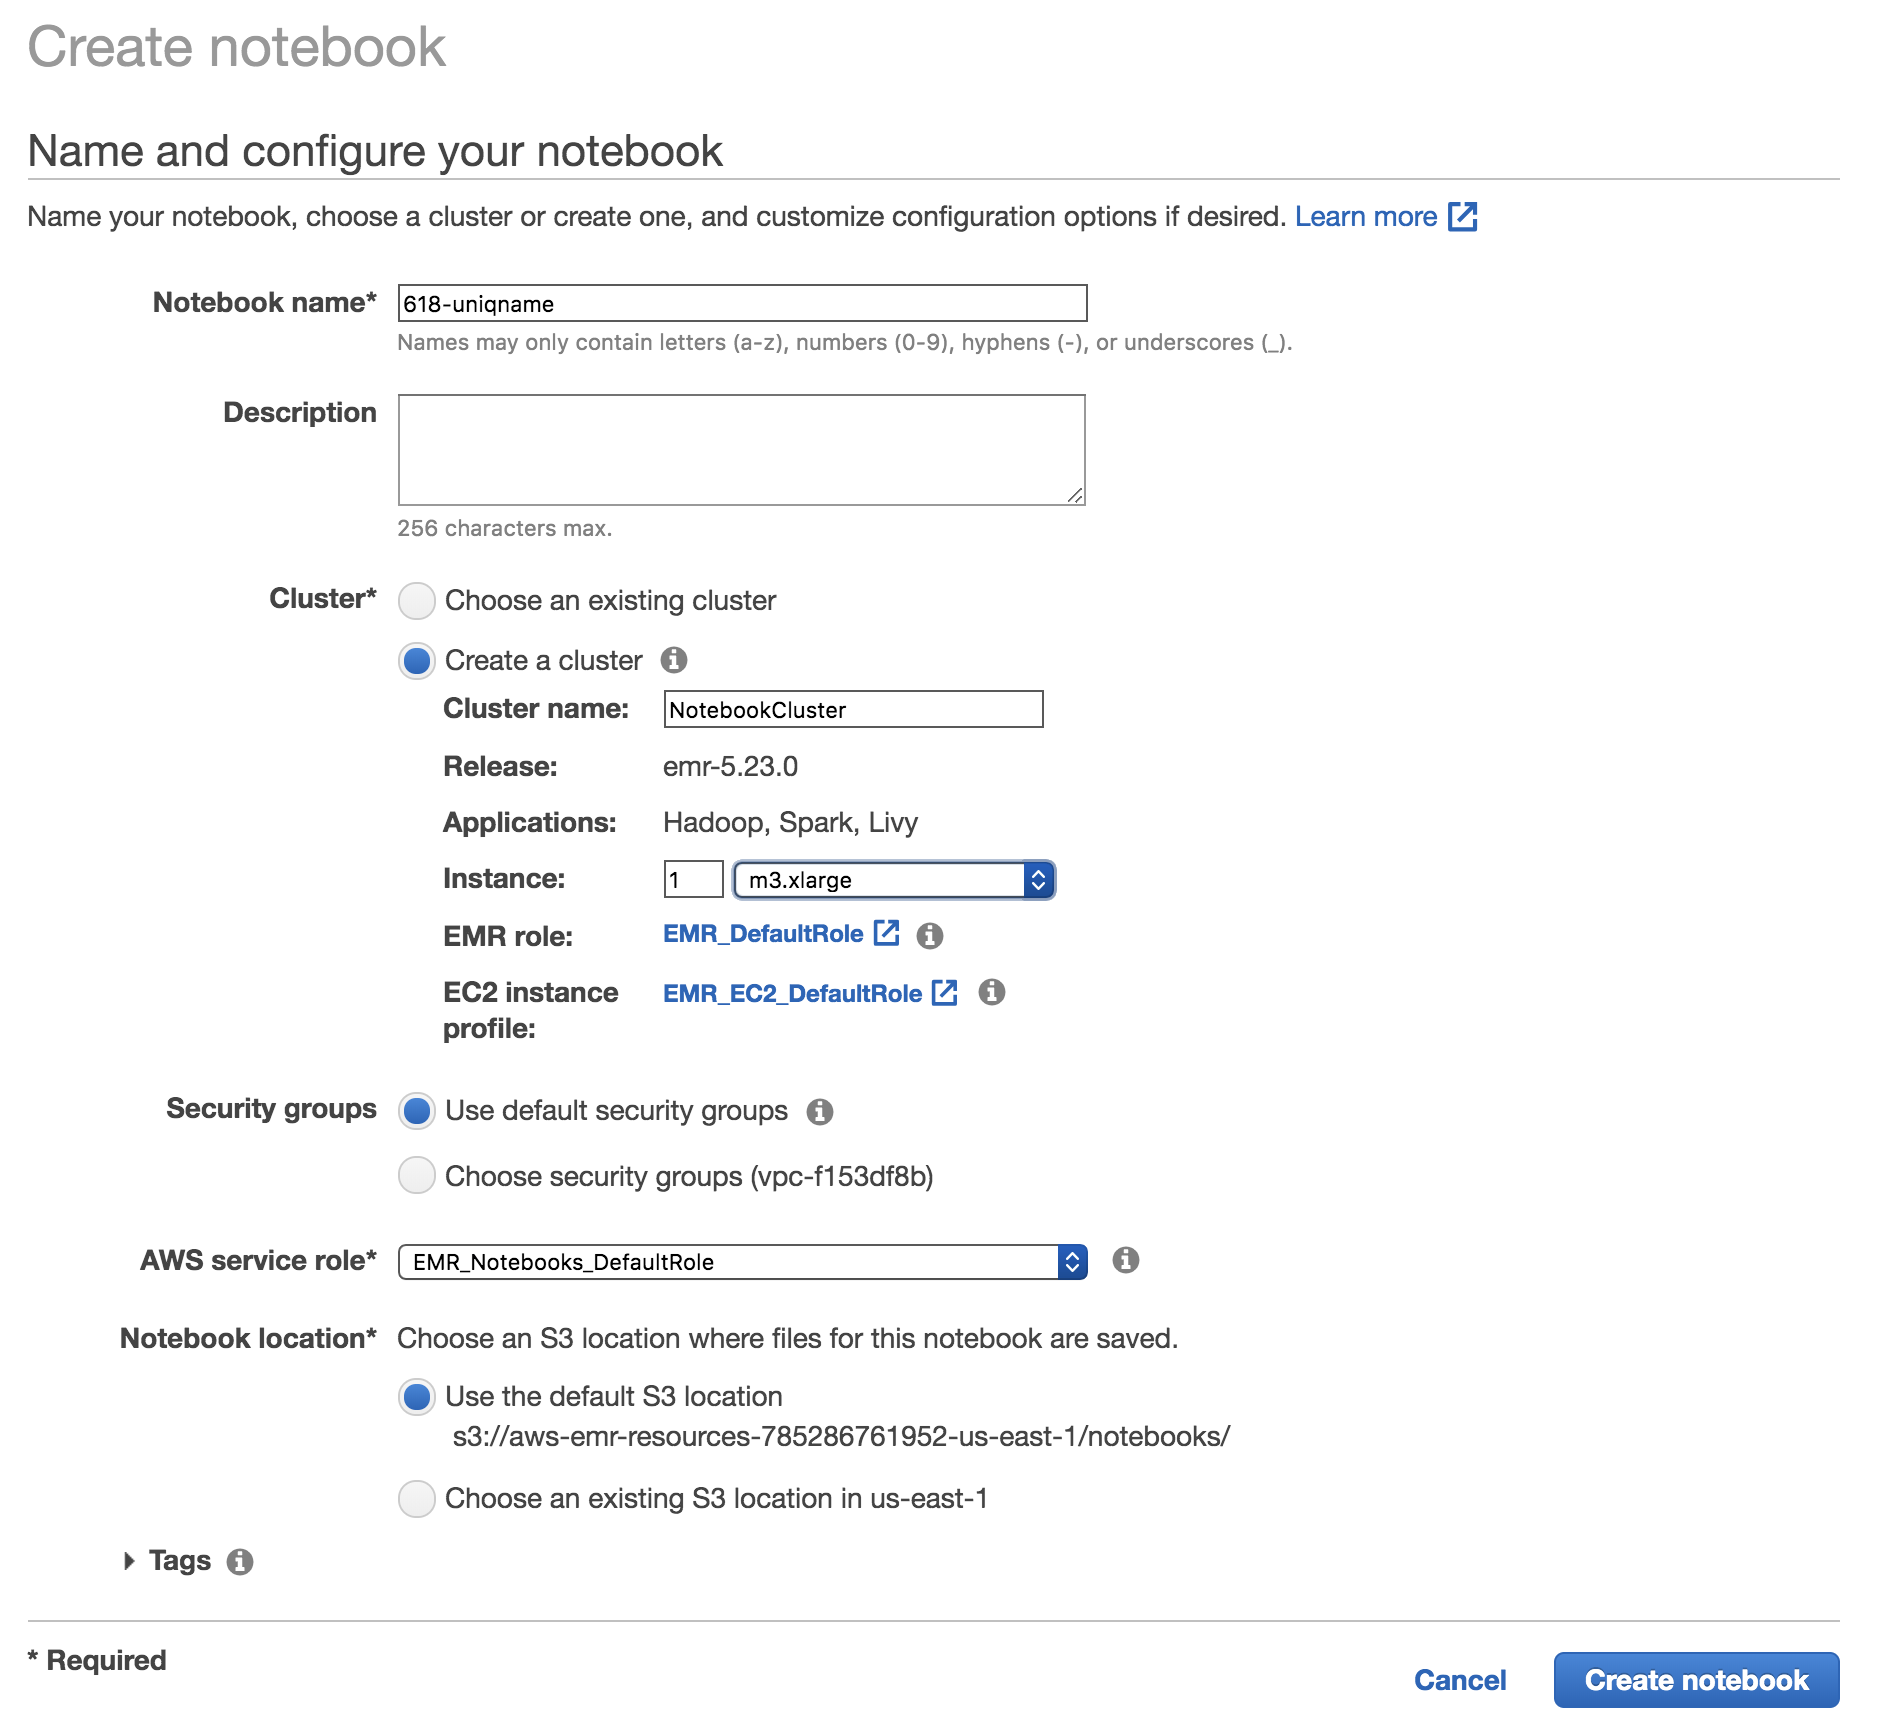 Create notebook
Name and configure your notebook
Name your notebook, choose a cluster or create one, and customize configuration options if desired. Learn more
Notebook name* 618-uniqname
Names may only contain letters (a-z), numbers (0-9), hyphens (-), or underscores (_).
Description
256 characters max.
Cluster* Choose an existing cluster
Create a cluster
Cluster name: NotebookCluster
Release: emr-5.23.0
Applications: Hadoop, Spark, Livy
Instance: 1 m3.xlarge
EMR role: EMR_DefaultRole
EC2 instance EMR_EC2_DefaultRole
profile:
Security groups Use default security groups
Choose security groups (vpc-f153df8b)
AWS service role* EMR_Notebooks_DefaultRole
Notebook location* Choose an S3 location where files for this notebook are saved.
Use the default S3 location
s3://aws-emr-resources-785286761952-us-east-1/notebooks/
Choose an existing S3 location in us-east-1
Tags
* Required
Cancel Create notebook